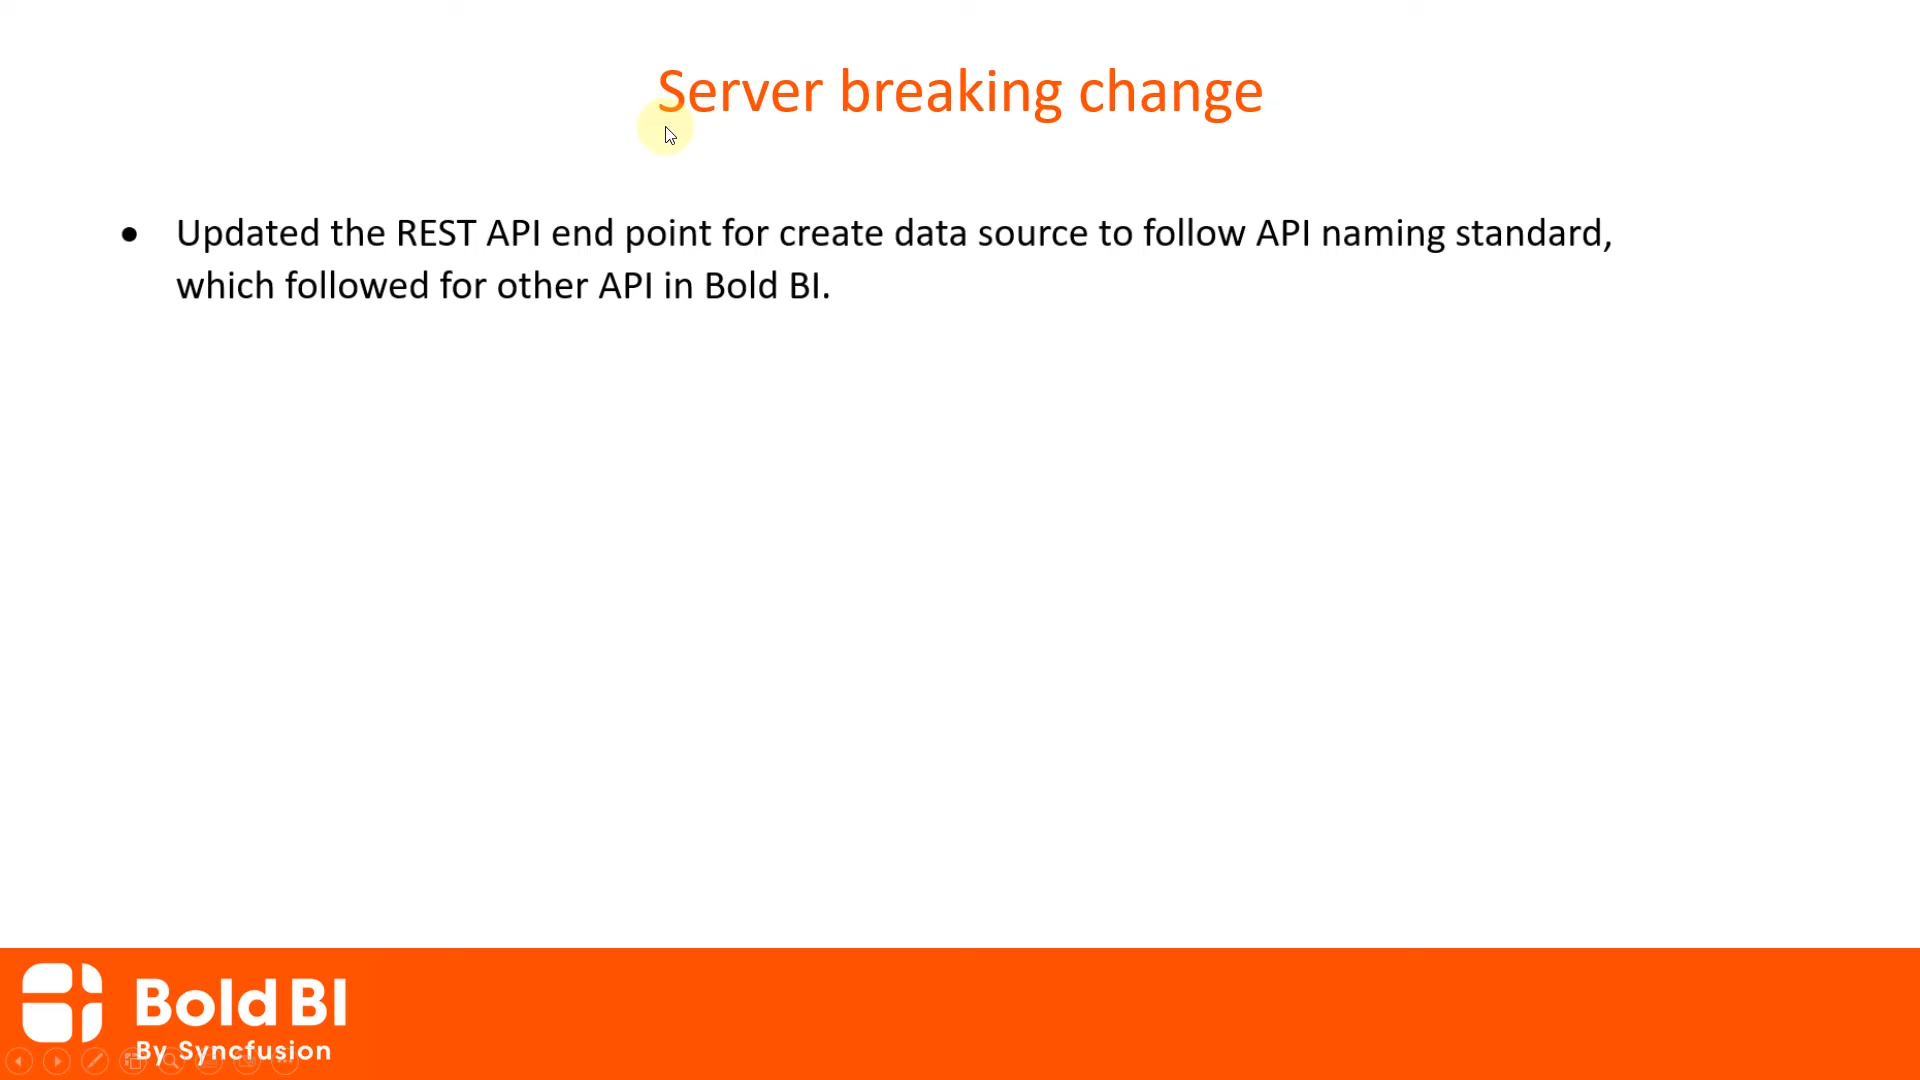 Server breaking change
• Updated the REST API end point for create data source to follow API naming standard,
which followed for other API in Bold BI.
Bold BI
By Syncfusion